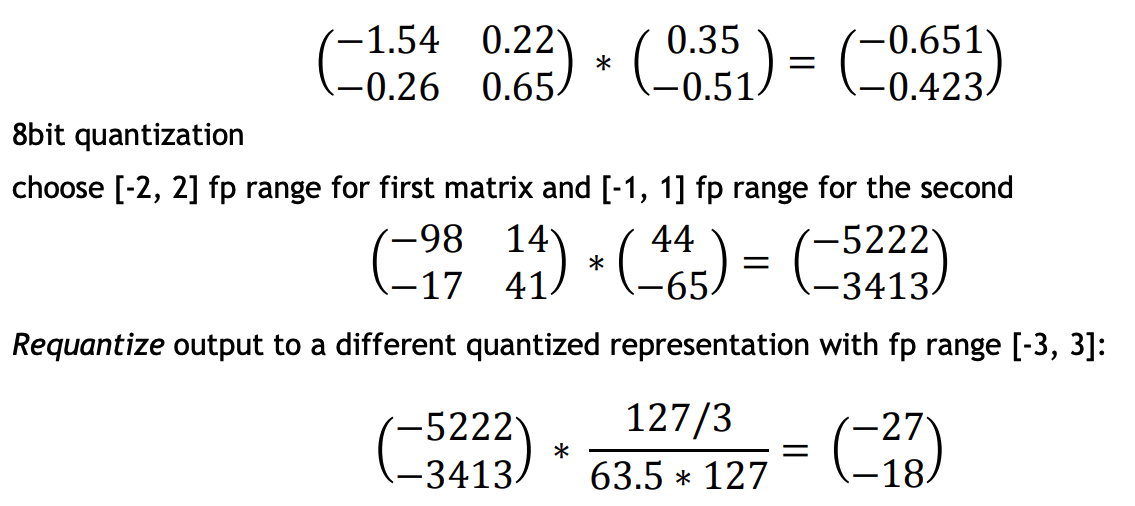 (−1.54 0.22 −0.26 0.65) * (0.35 −0.51) = (−0.651 −0.423)
8bit quantization
choose [-2, 2] fp range for first matrix and [-1, 1] fp range for the second
(−98 14 −17 41) * (44 −65) = (−5222 −3413)
Requantize output to a different quantized representation with fp range [-3, 3]:
(−5222 −3413) * 127/3 / 63.5 * 127 = (−27 −18)